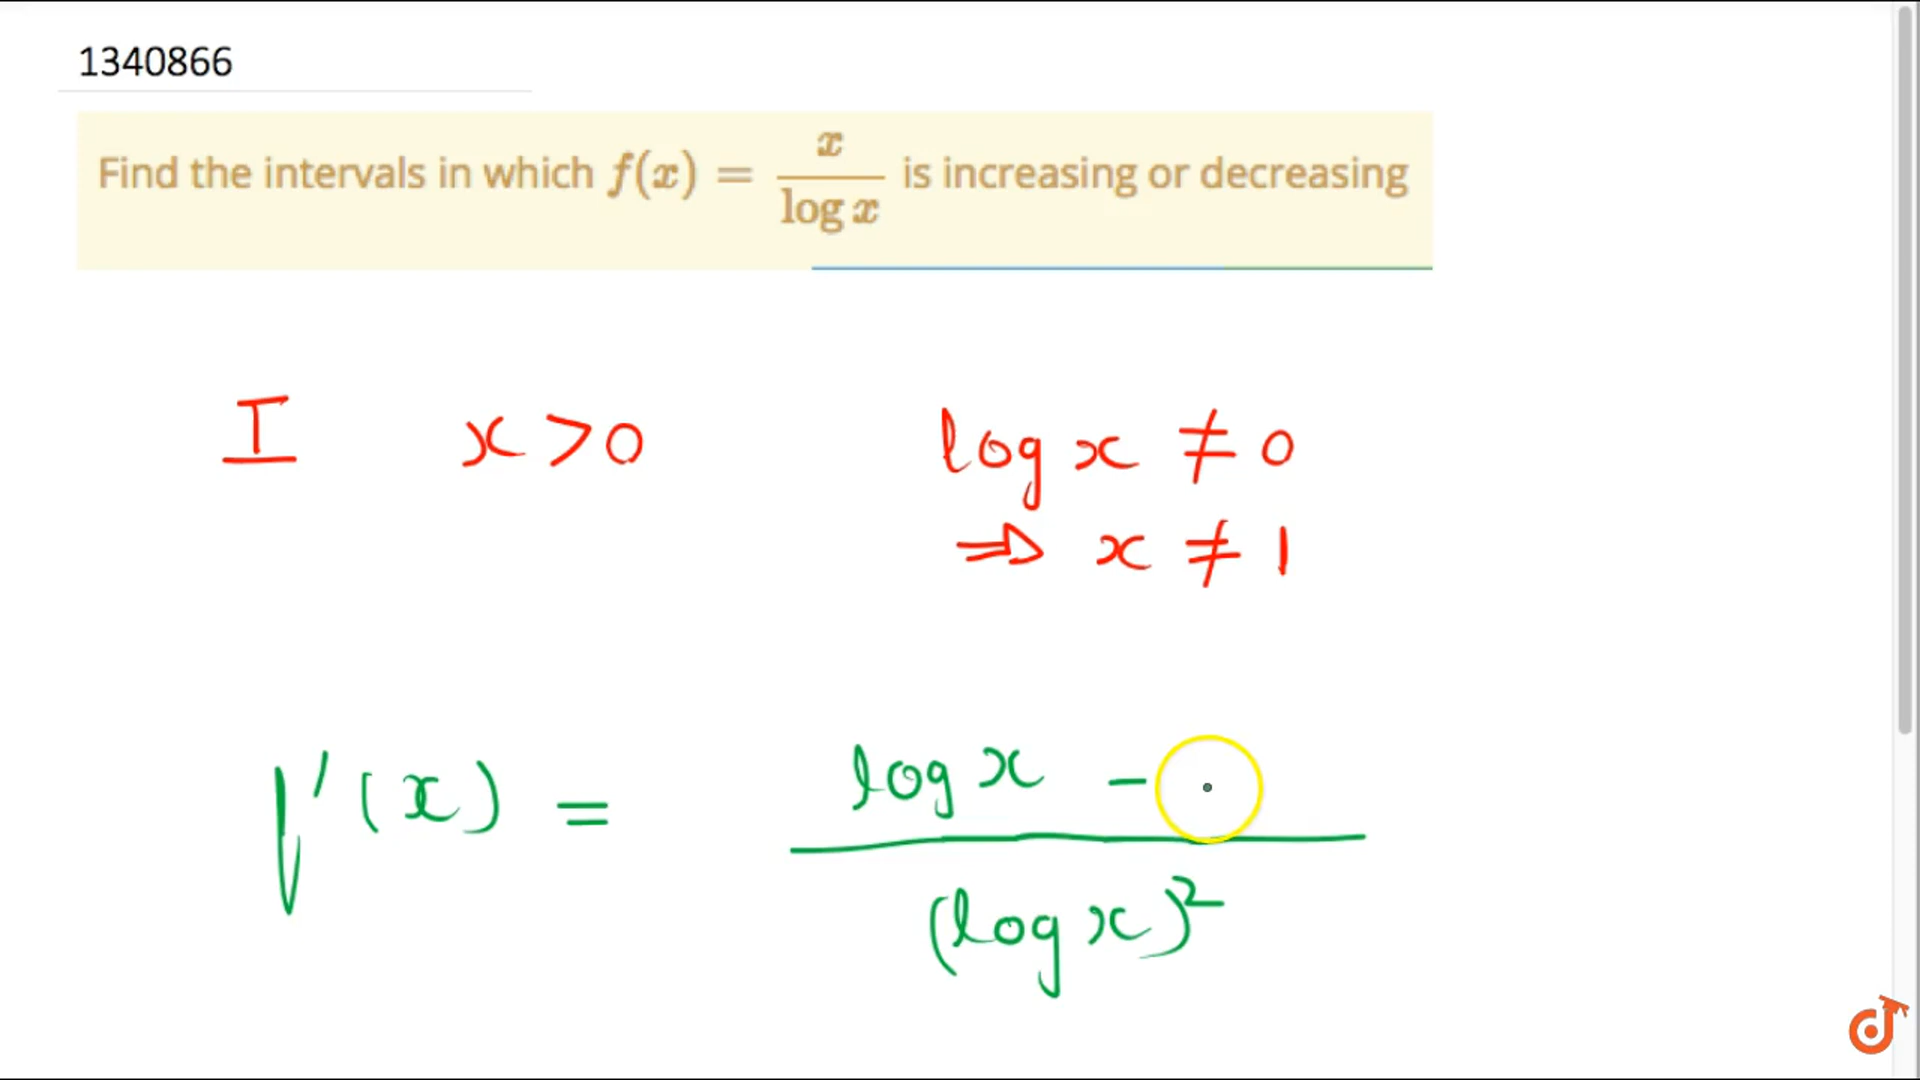 1340866
Find the intervals in which f(x) = x / log x is increasing or decreasing
I x > 0 log x ≠ 0
⇒ x ≠ 1
f'(x) = log x - / (log x)²